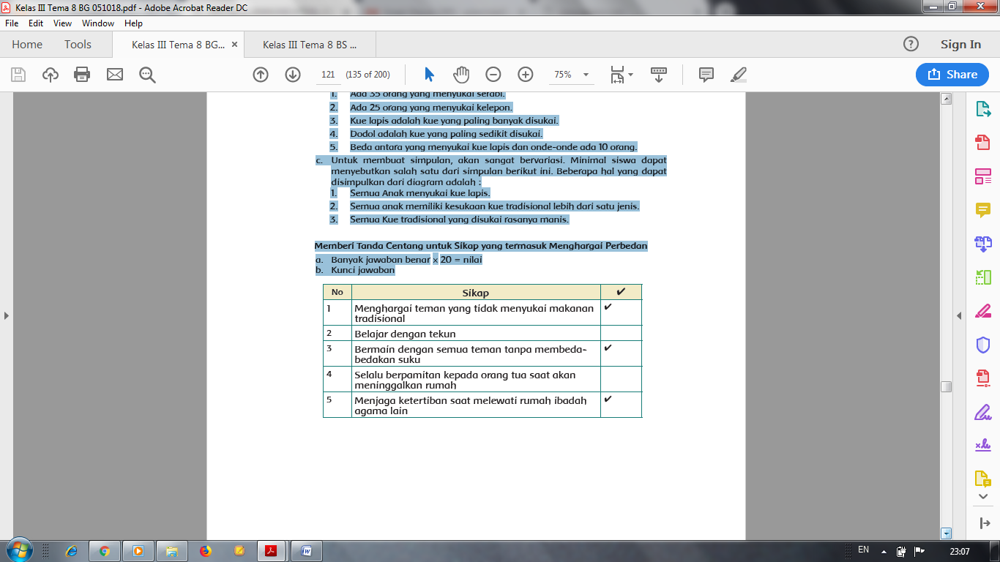 Kelas III Tema 8 BG 051018.pdf - Adobe Acrobat Reader DC
File Edit View Window Help
Home Tools Kelas III Tema 8 BG... × Kelas III Tema 8 BS ... ? Sign In
121 (135 of 200) 75% Share
1. Ada 35 orang yang menyukai serabi.
2. Ada 25 orang yang menyukai kelepon.
3. Kue lapis adalah kue yang paling banyak disukai.
4. Dodol adalah kue yang paling sedikit disukai.
5. Beda antara yang menyukai kue lapis dan onde-onde ada 10 orang.
c. Untuk membuat simpulan, akan sangat bervariasi. Minimal siswa dapat
menyebutkan salah satu dari simpulan berikut ini. Beberapa hal yang dapat
disimpulkan dari diagram adalah :
1. Semua Anak menyukai kue lapis.
2. Semua anak memiliki kesukaan kue tradisional lebih dari satu jenis.
3. Semua Kue tradisional yang disukai rasanya manis.
Memberi Tanda Centang untuk Sikap yang termasuk Menghargai Perbedan
a. Banyak jawaban benar × 20 = nilai
b. Kunci jawaban
No Sikap ✔
1 Menghargai teman yang tidak menyukai makanan ✔
tradisional
2 Belajar dengan tekun
3 Bermain dengan semua teman tanpa membeda- ✔
bedakan suku
4 Selalu berpamitan kepada orang tua saat akan
meninggalkan rumah
5 Menjaga ketertiban saat melewati rumah ibadah ✔
agama lain
EN 23:07